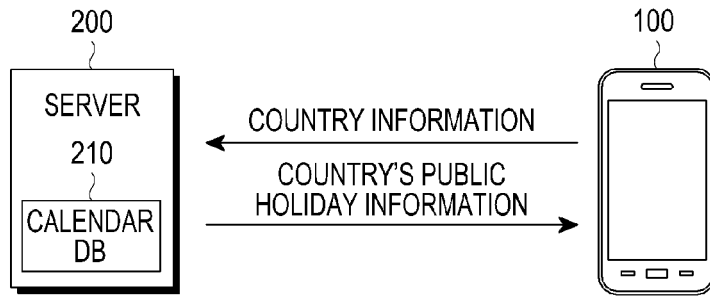 200
100
SERVER
COUNTRY INFORMATION
210
COUNTRY'S PUBLIC
HOLIDAY INFORMATION
CALENDAR
DB